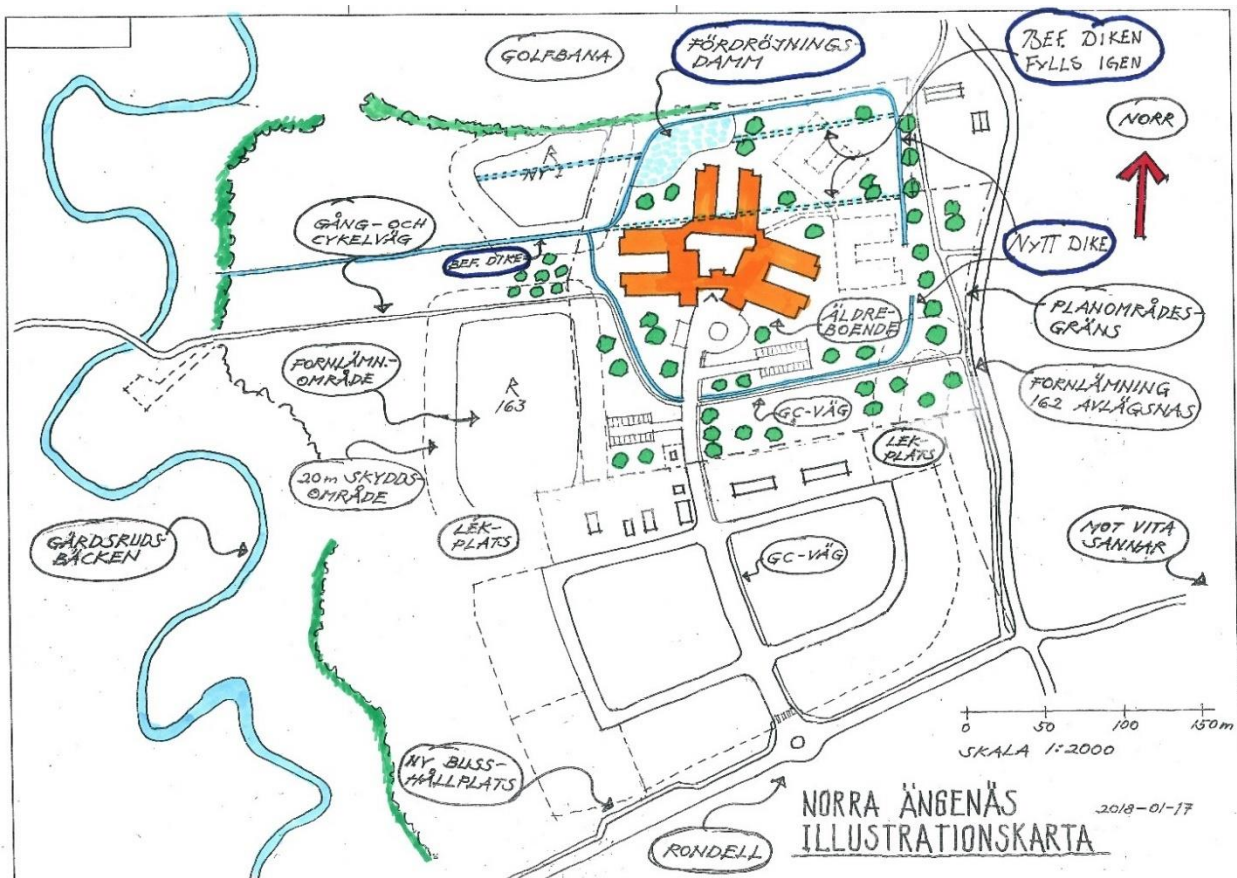 GOLFBANA
FÖRDRÖJNINGS-
DAMM
BEF. DIKEN
FYLLS IGEN
NORR
R
NY 1
GÅNG- OCH
CYKELVÄG
BEF. DIKE
NYTT DIKE
ÄLDRE-
BOENDE
PLANOMRÅDES-
GRÄNS
FORNLÄMN.-
OMRÅDE
R
163
GC-VÄG
FORNLÄMNING
162 AVLÄGSNAS
LEK-
PLATS
20m SKYDDS-
OMRÅDE
LEK-
PLATS
GÄRDSRUDS-
BÄCKEN
GC-VÄG
MOT VITA
SANNAR
0 50 100 150m
SKALA 1:2000
NY BUSS-
HÅLLPLATS
NORRA ÄNGENÄS
2018-01-17
ILLUSTRATIONSKARTA
RONDELL